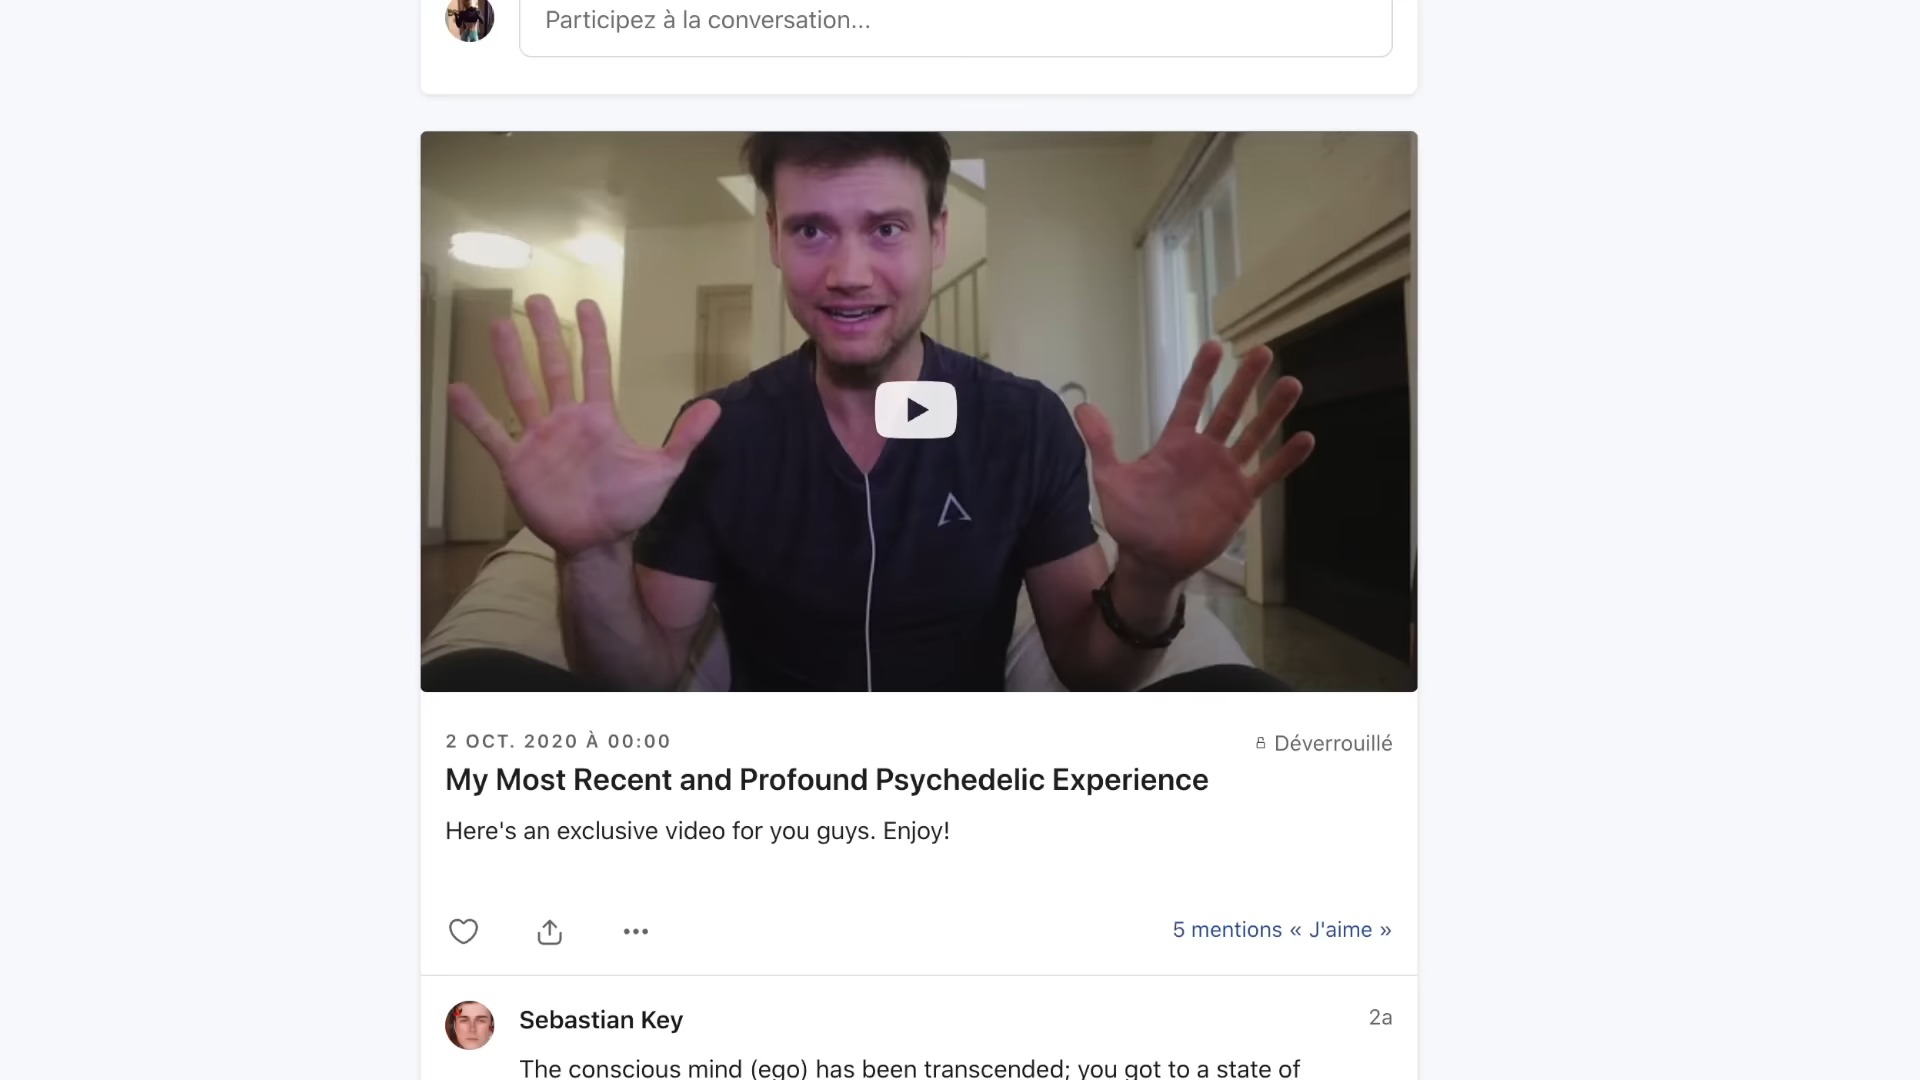 Participez à la conversation...
2 OCT. 2020 À 00:00
Déverrouillé
My Most Recent and Profound Psychedelic Experience
Here's an exclusive video for you guys. Enjoy!
5 mentions « J'aime »
Sebastian Key
2a
The conscious mind (ego) has been transcended; you got to a state of